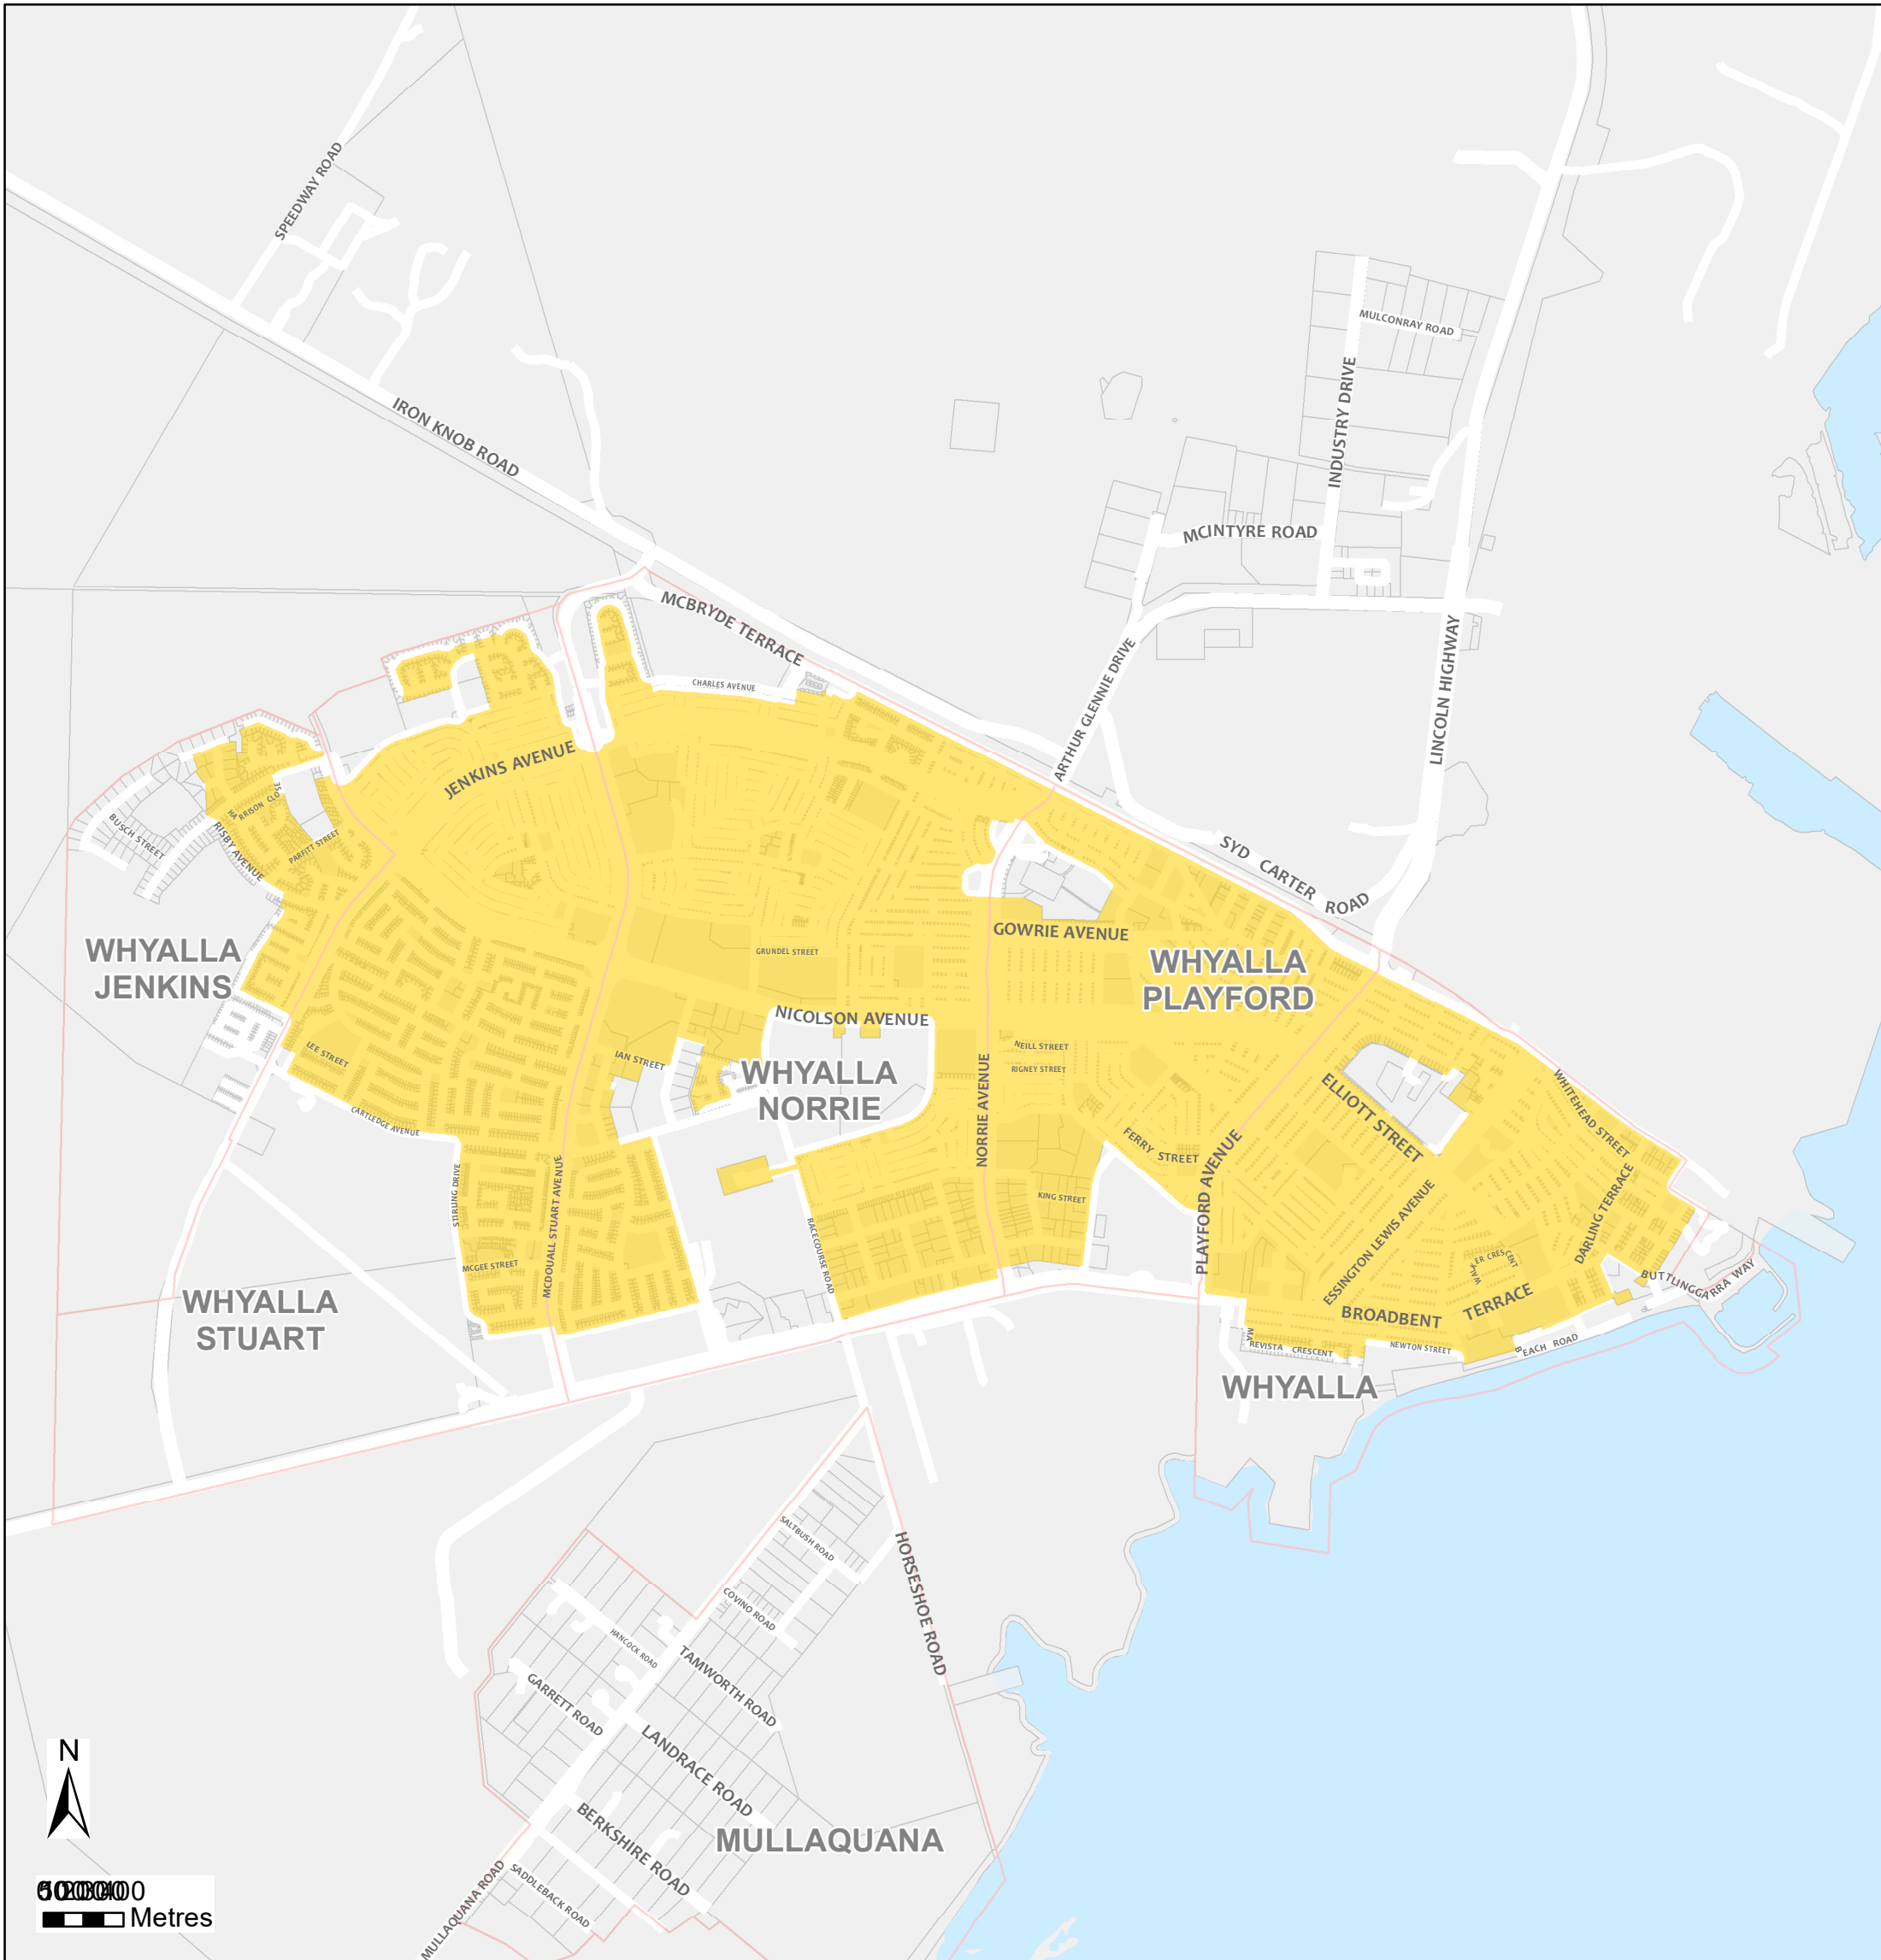 SPEEDWAY ROAD
MULCONRAY ROAD
IRON KNOB ROAD
INDUSTRY DRIVE
MCINTYRE ROAD
MCBRYDE TERRACE
CHARLES AVENUE
ARTHUR GLENNIE DRIVE
LINCOLN HIGHWAY
JENKINS AVENUE
HARRISON CLOSE
BUSCH STREET
RISBY AVENUE
PARFITT STREET
SYD CARTER ROAD
WHYALLA
JENKINS
GOWRIE AVENUE
GRUNDEL STREET
WHYALLA
PLAYFORD
NICOLSON AVENUE
LEE STREET
IAN STREET
NEILL STREET
RIGNEY STREET
WHYALLA
NORRIE
NORRIE AVENUE
ELLIOTT STREET
WHITEHEAD STREET
CARTLEDGE AVENUE
FERRY STREET
STIRLING DRIVE
MCDOUALL STUART AVENUE
KING STREET
PLAYFORD AVENUE
ESSINGTON LEWIS AVENUE
DARLING TERRACE
RACECOURSE ROAD
MCGEE STREET
WALKER CRESCENT
BUTTLINGGARRA WAY
WHYALLA
STUART
BROADBENT TERRACE
MAREVISTA CRESCENT
NEWTON STREET
BEACH ROAD
WHYALLA
SALTBUSH ROAD
HORSESHOE ROAD
COVINO ROAD
HANCOCK ROAD
TAMWORTH ROAD
GARRETT ROAD
LANDRACE ROAD
BERKSHIRE ROAD
MULLAQUANA
SADDLEBACK ROAD
MULLAQUANA ROAD
N
Metres